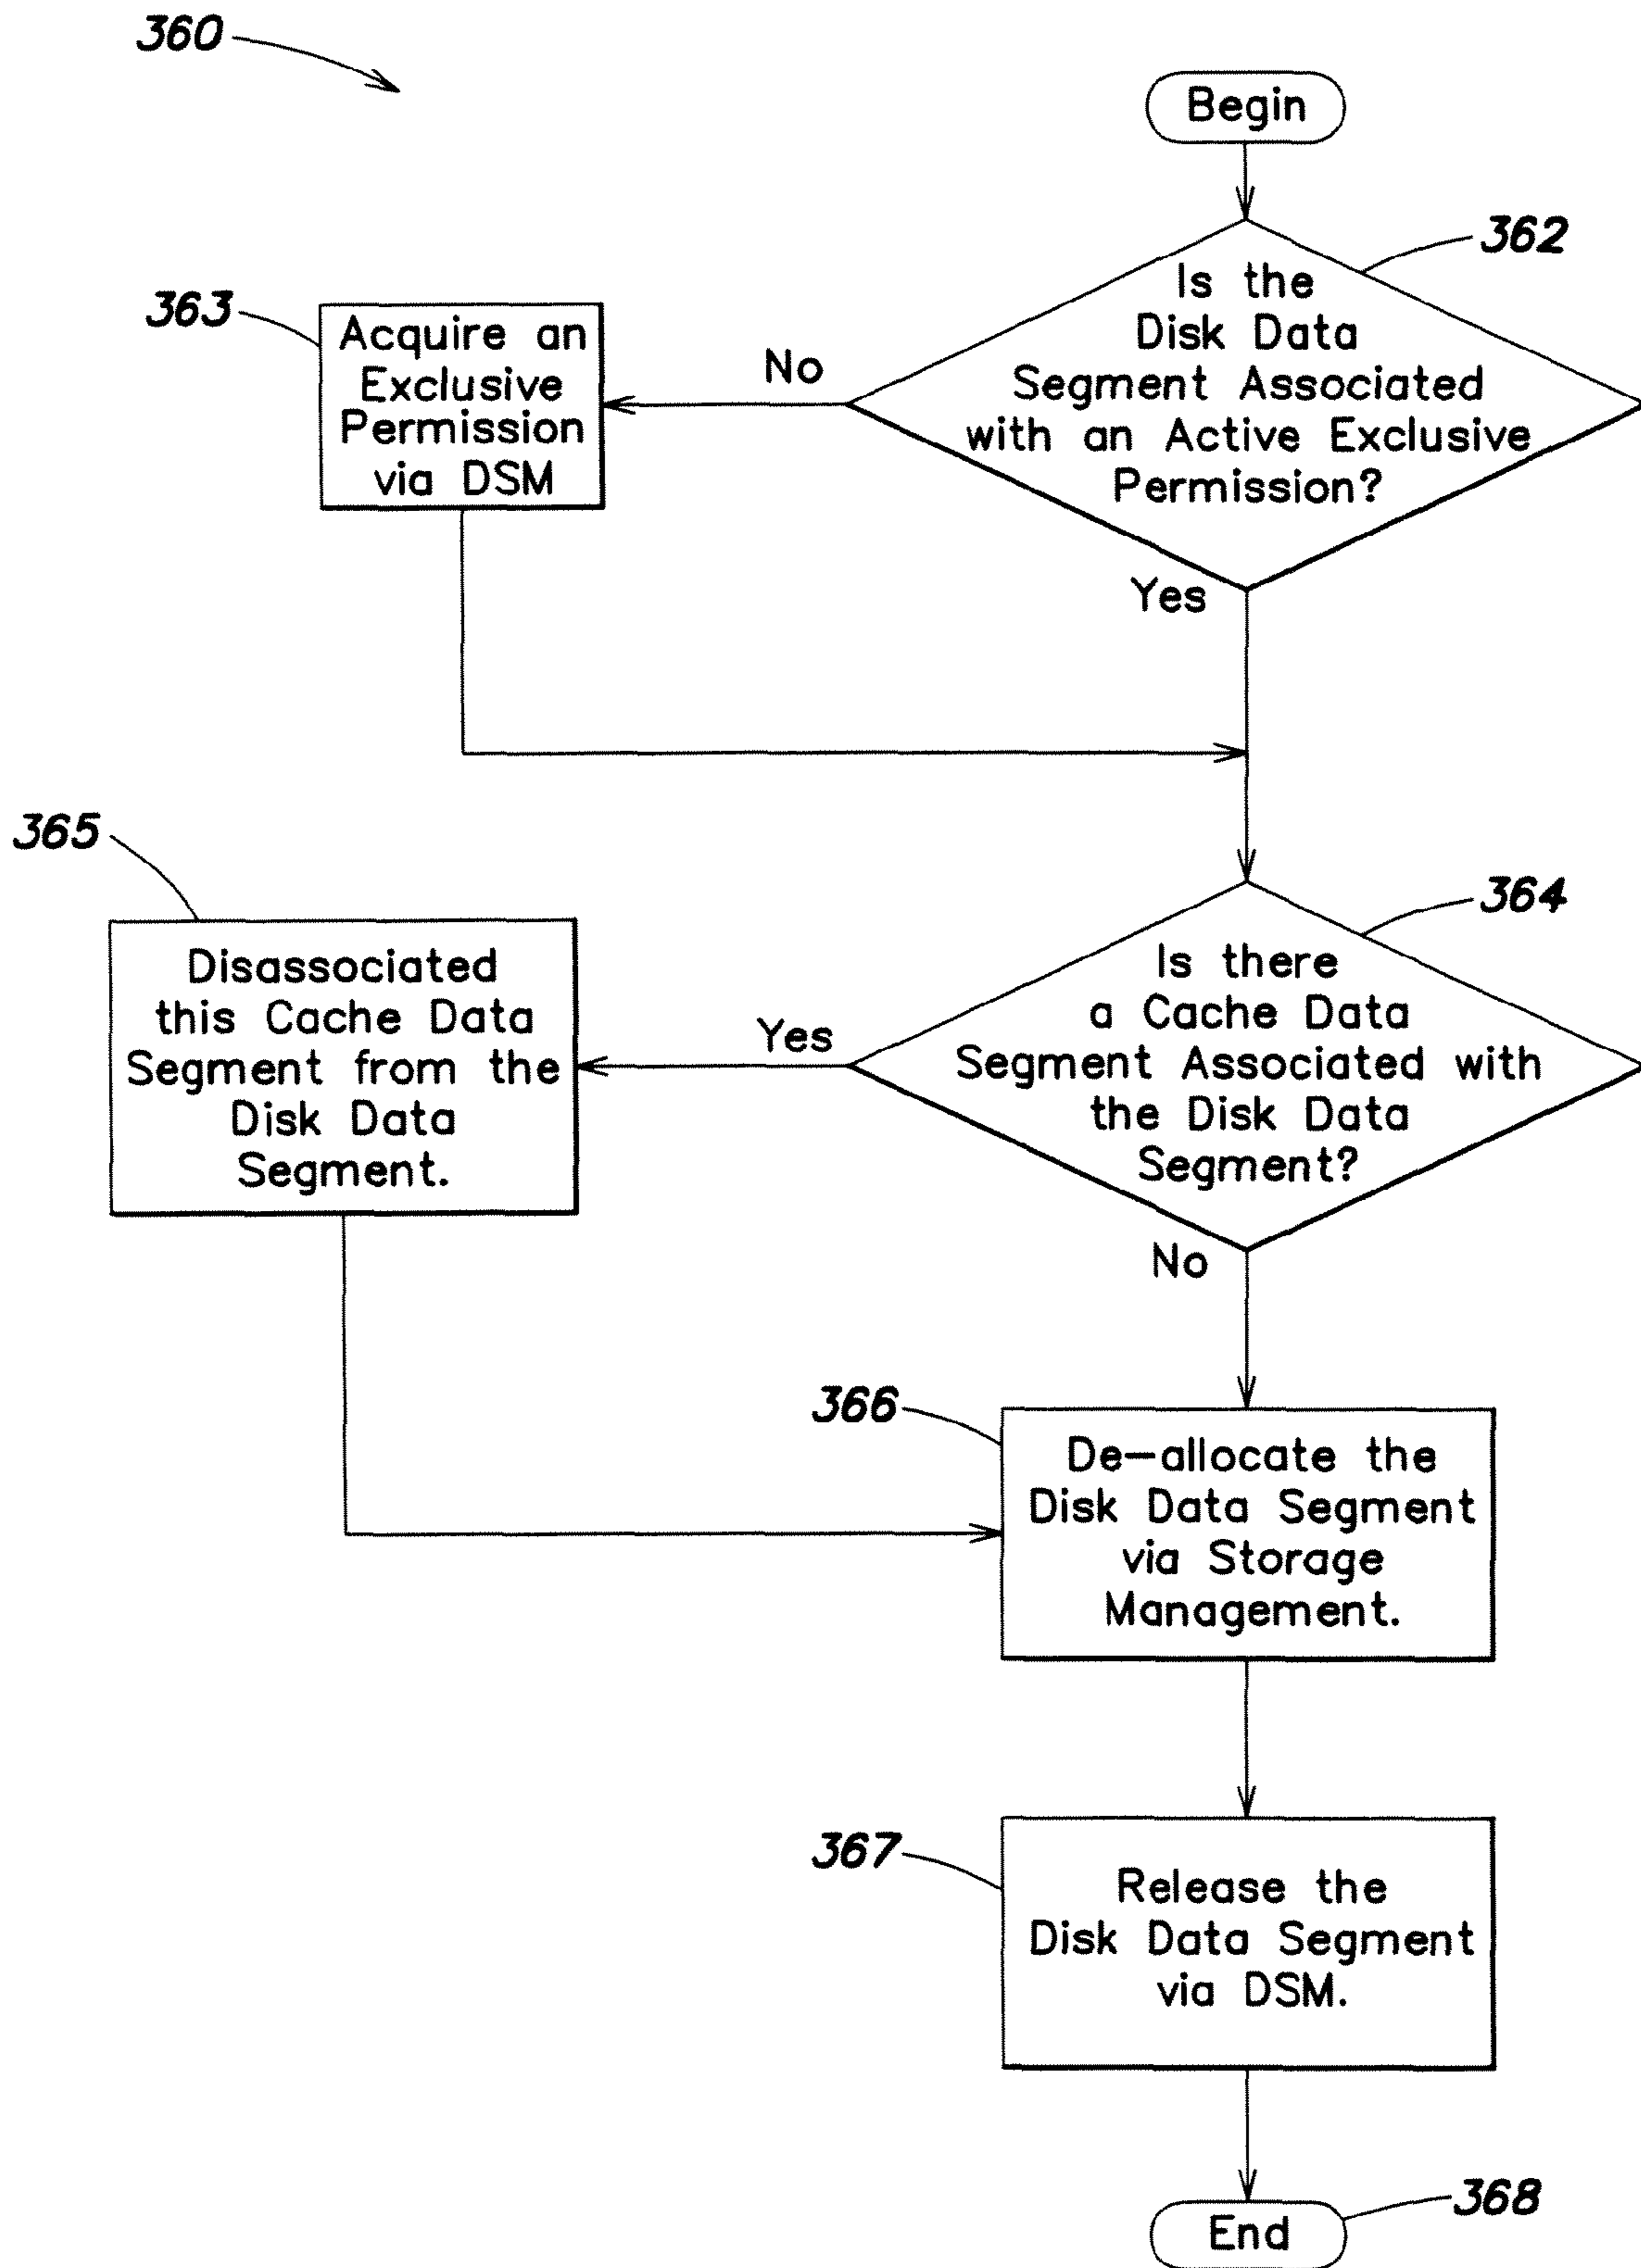 360
Begin
362
Is the
Disk Data
Segment Associated
with an Active Exclusive
Permission?
363
Acquire an
Exclusive
Permission
via DSM
No
Yes
365
Disassociated
this Cache Data
Segment from the
Disk Data
Segment.
Yes
364
Is there
a Cache Data
Segment Associated with
the Disk Data
Segment?
No
366
De-allocate the
Disk Data Segment
via Storage
Management.
367
Release the
Disk Data Segment
via DSM.
368
End